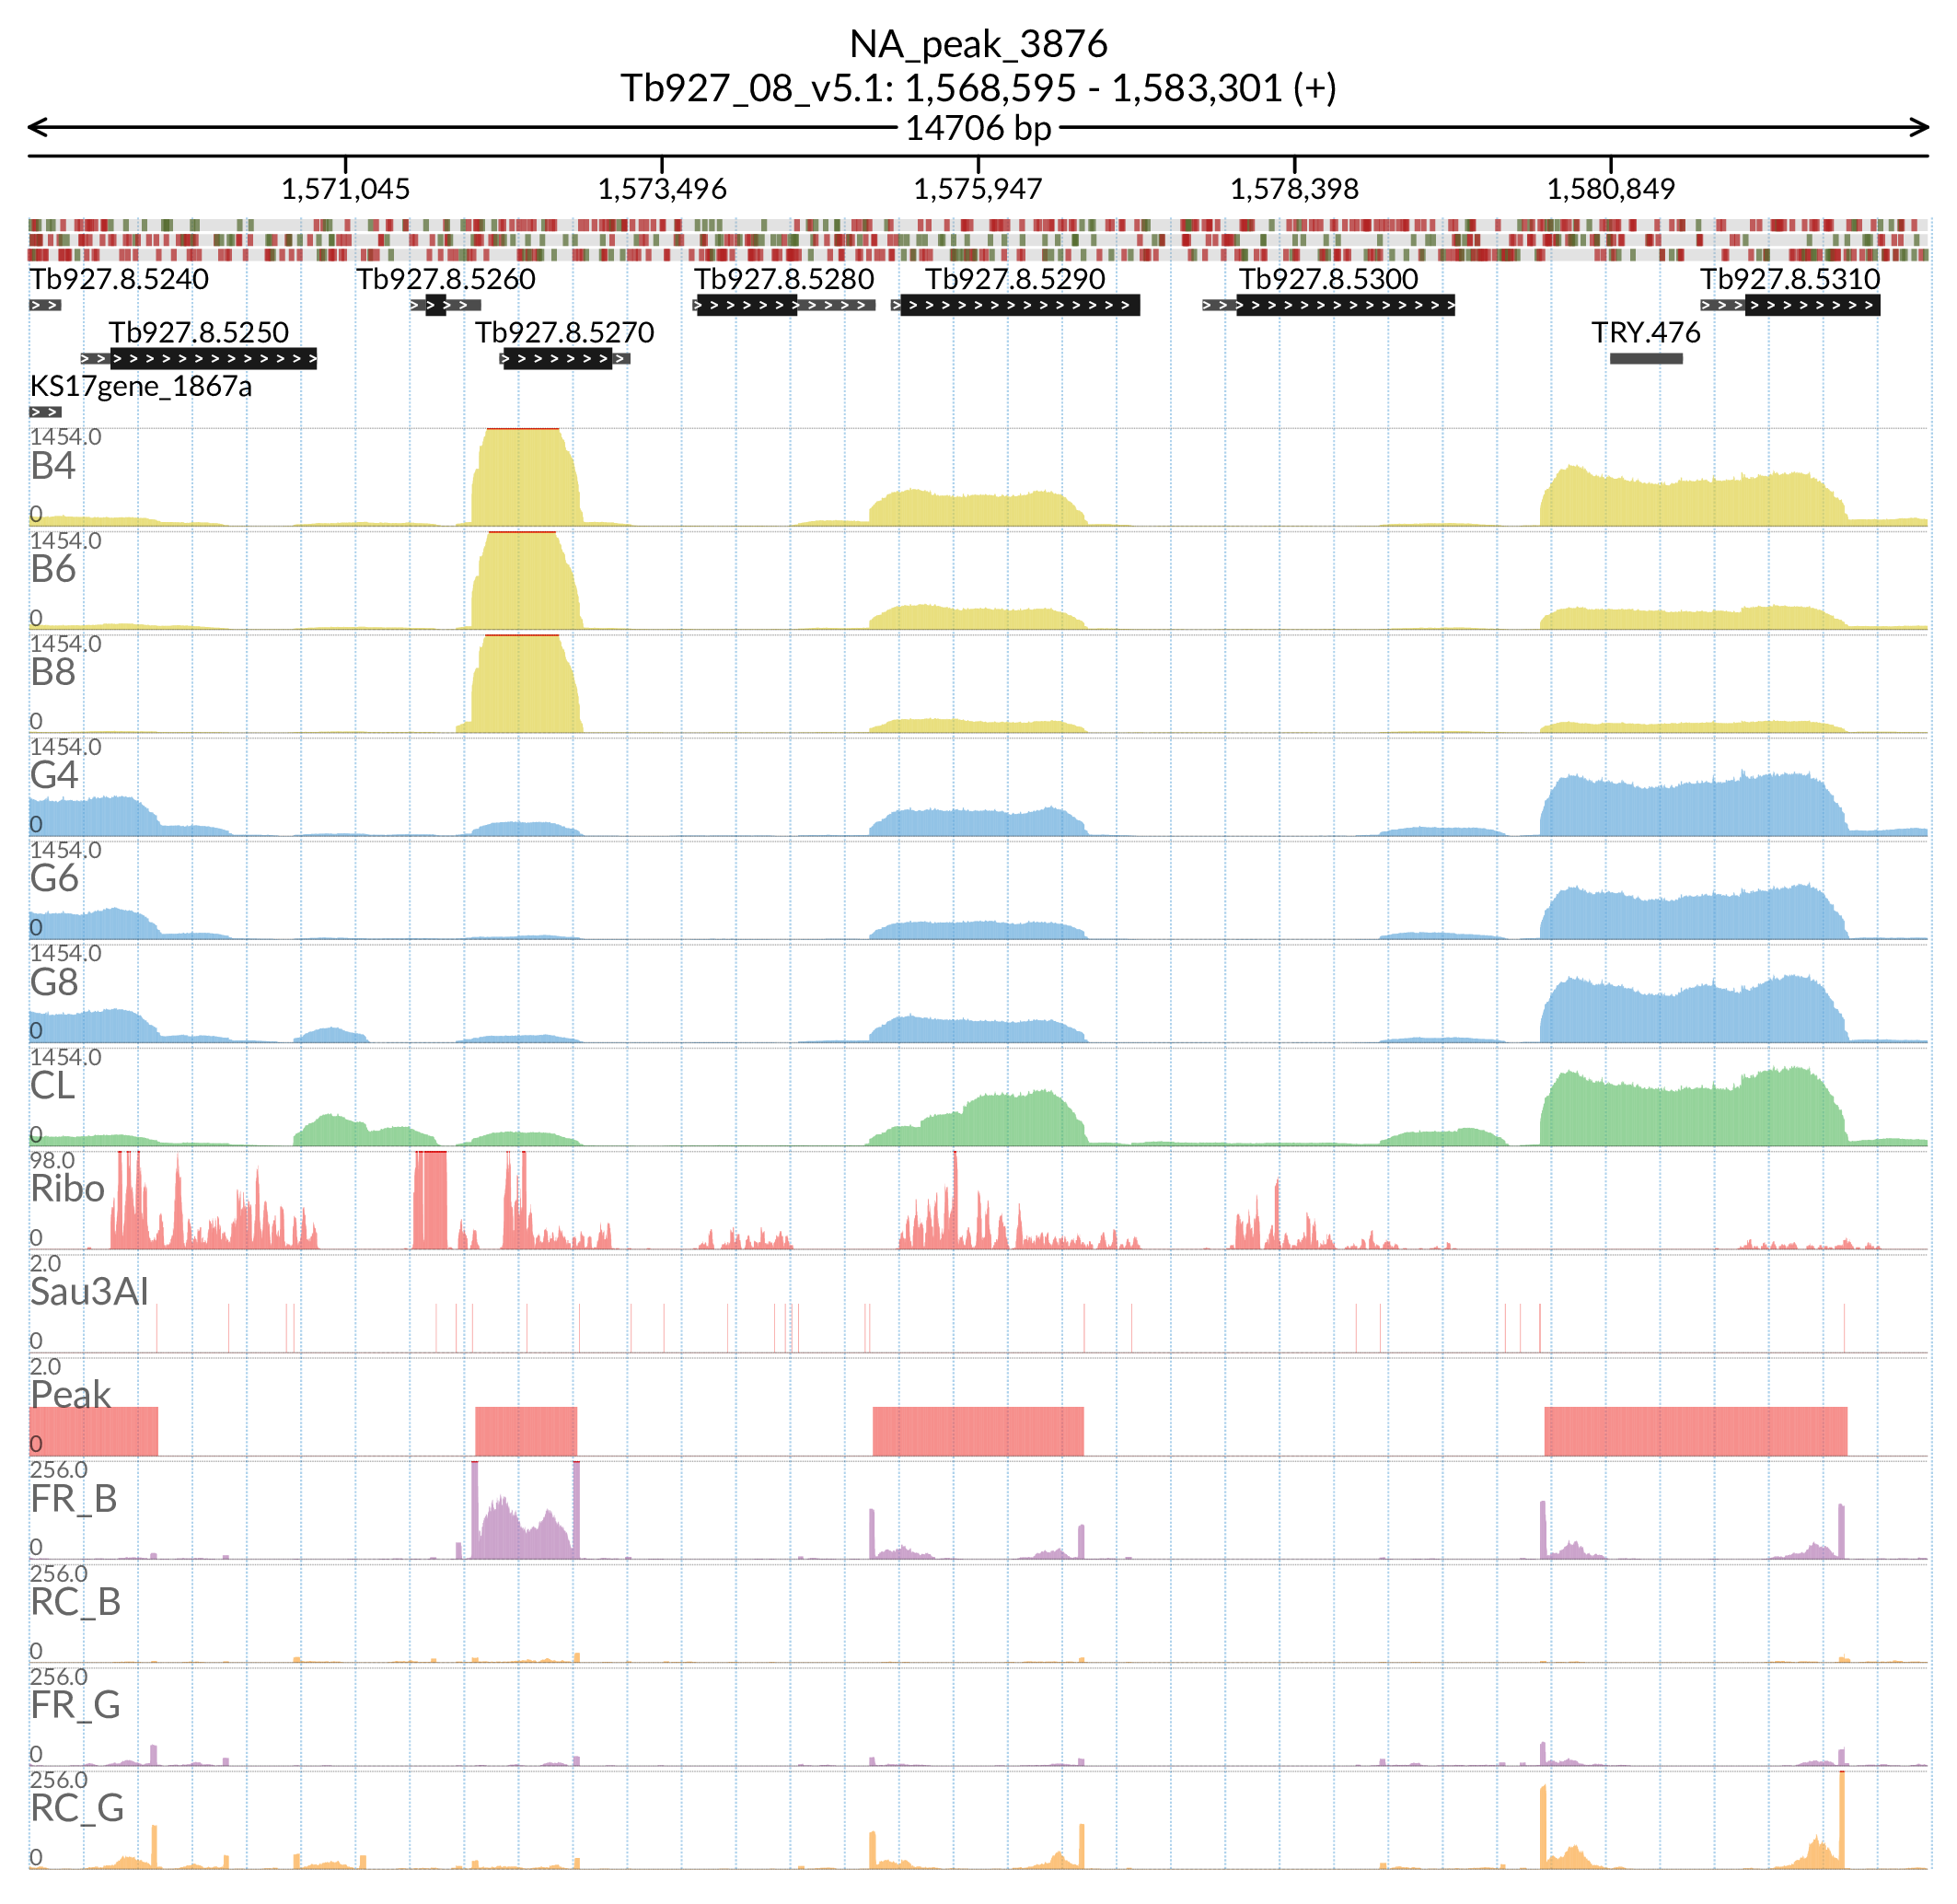 NA_peak_3876
Tb927_08_v5.1: 1,568,595 - 1,583,301 (+)
14706 bp
1,571,045 1,573,496 1,575,947 1,578,398 1,580,849
Tb927.8.5240 Tb927.8.5260 Tb927.8.5280 Tb927.8.5290 Tb927.8.5300 Tb927.8.5310
Tb927.8.5250 Tb927.8.5270 TRY.476
KS17gene_1867a
1454.0
B4
0
1454.0
B6
0
1454.0
B8
0
1454.0
G4
0
1454.0
G6
0
1454.0
G8
0
1454.0
CL
0
98.0
Ribo
0
2.0
Sau3AI
0
2.0
Peak
0
256.0
FR_B
0
256.0
RC_B
0
256.0
FR_G
0
256.0
RC_G
0